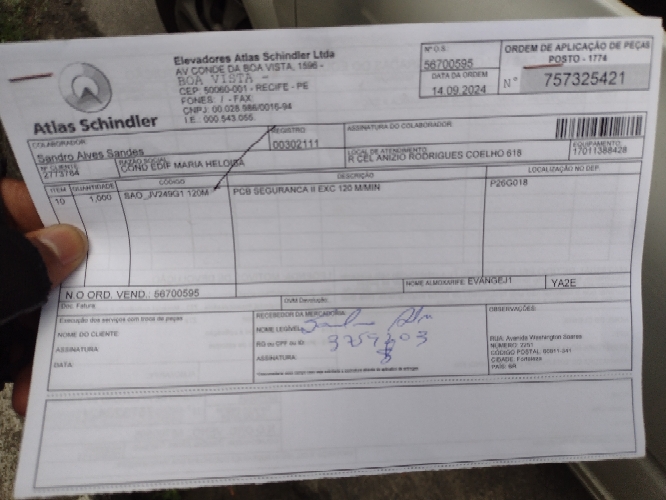 Elevadores Atlas Schindler Ltda
AV CONDE DA BOA VISTA, 1596 -
BOA VISTA -
CEP: 50060-001 - RECIFE - PE
FONES: / - FAX:
CNPJ: 00.028.986/0016-94
I.E.: 000.543.055
Atlas Schindler
Nº O.S.
56700595
DATA DA ORDEM
14.09.2024
ORDEM DE APLICAÇÃO DE PEÇAS
POSTO - 1774
N° 757325421
COLABORADOR:
Sandro Alves Sandes
REGISTRO
00302111
ASSINATURA DO COLABORADOR:
Nº CLIENTE
2773764
RAZÃO SOCIAL
COND EDIF MARIA HELOISA
LOCAL DE ATENDIMENTO
R CEL ANIZIO RODRIGUES COELHO 618
EQUIPAMENTO:
17011388428
ITEM QUANTIDADE CÓDIGO DESCRIÇÃO LOCALIZAÇÃO NO DEP.
10 1,000 SAO_JV249G1 120M PCB SEGURANCA II EXC 120 M/MIN P26G018
N.O ORD. VEND.: 56700595
NOME ALMOXARIFE: EVANGEJ1 YA2E
Doc. Fatura:
OVM Devolução:
Execução dos serviços com troca de peças
NOME DO CLIENTE:
ASSINATURA:
DATA:
RECEBEDOR DA MERCADORIA
NOME LEGÍVEL:
RG ou CPF ou ID:
ASSINATURA:
OBSERVAÇÕES:
RUA: Avenida Washington Soares
NÚMERO: 2251
CÓDIGO POSTAL: 60811-341
CIDADE: Fortaleza
PAÍS: BR